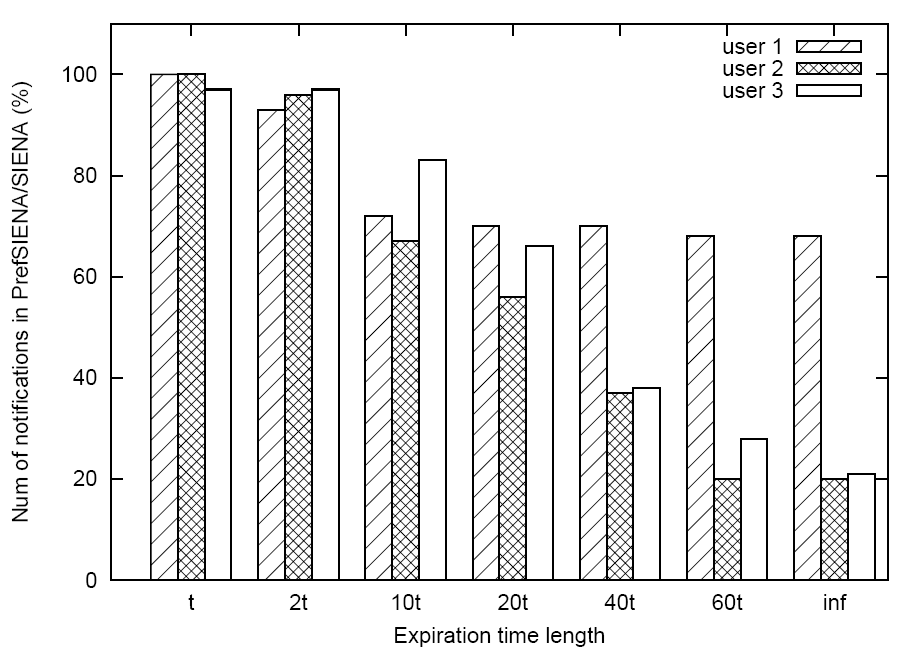 Num of notifications in PrefSIENA/SIENA (%)
100
80
60
40
20
0
user 1
user 2
user 3
t 2t 10t 20t 40t 60t inf
Expiration time length